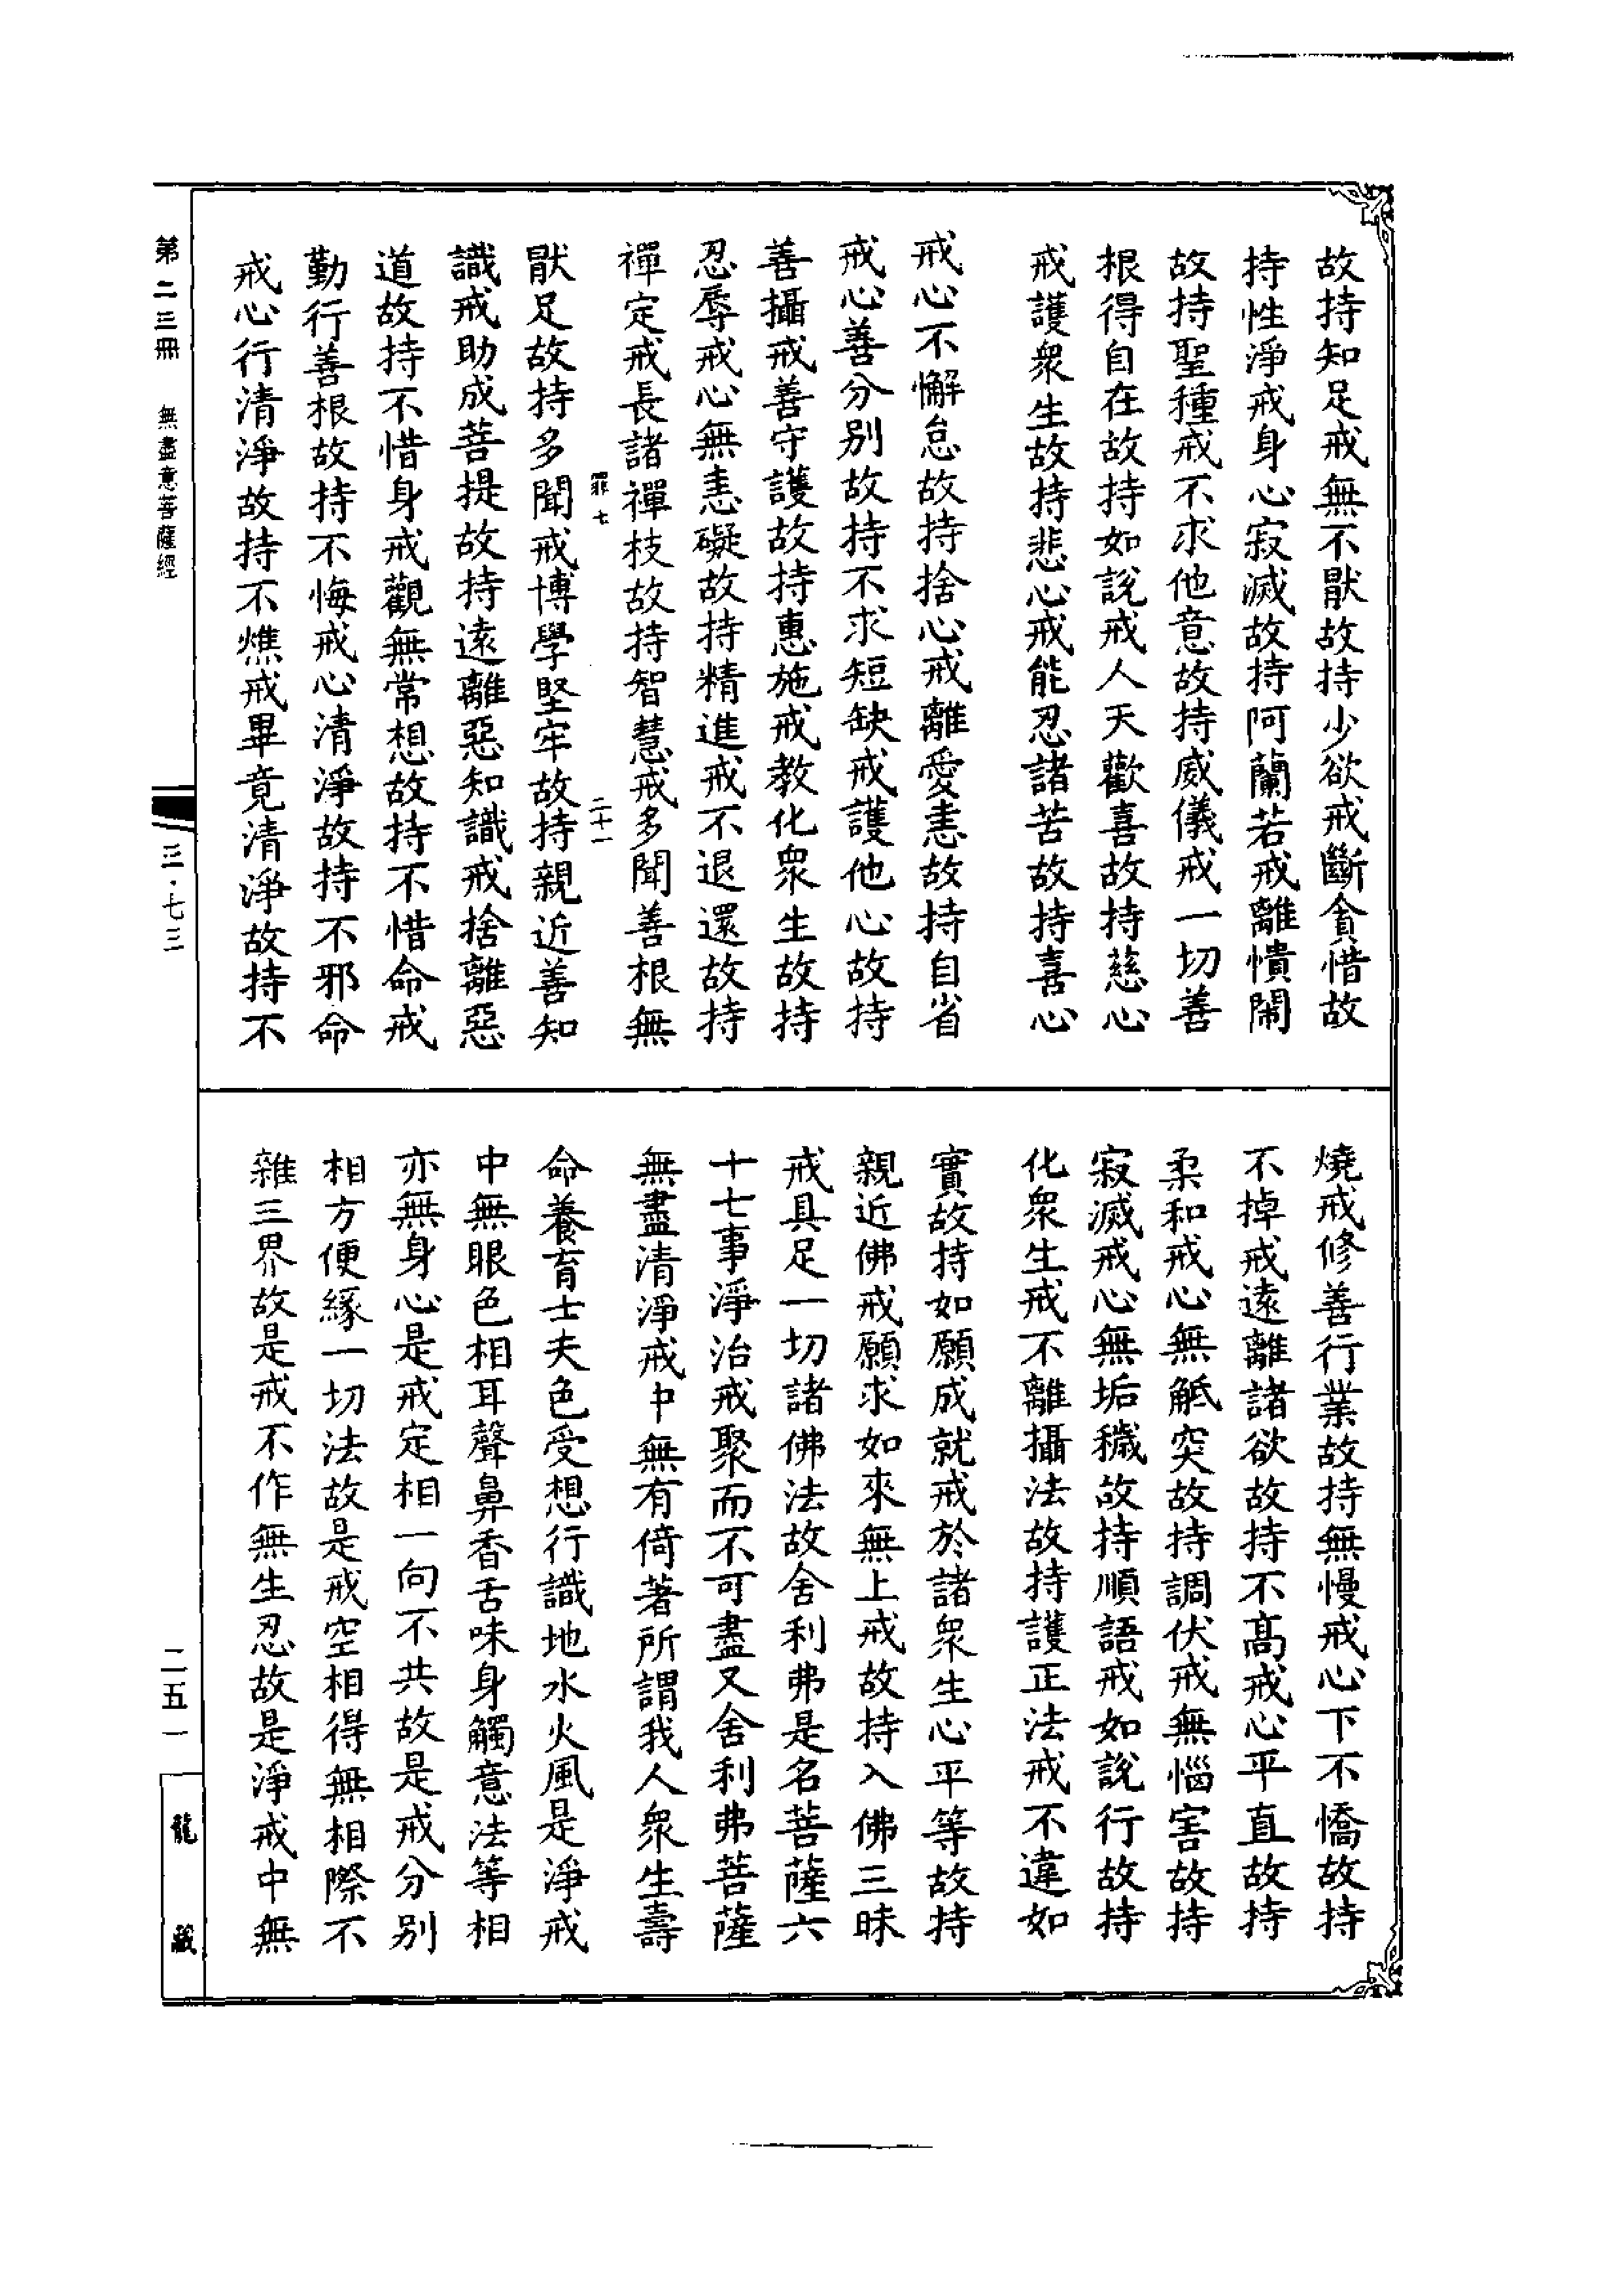 故持知足戒無不猒故持少欲戒斷貪惜故
持性淨戒身心寂滅故持阿蘭若戒離憒閙
故持聖種戒不求他意故持威儀戒一切善
根得自在故持如說戒人天歡喜故持慈心
戒護衆生故持悲心戒能忍諸苦故持喜心
戒心不懈怠故持捨心戒離愛恚故持自省
戒心善分別故持不求短缺戒護他心故持
善攝戒善守護故持惠施戒教化衆生故持
忍辱戒心無恚礙故持精進戒不退還故持
禪定戒長諸禪枝故持智慧戒多聞善根無
二十一
猒足故持多聞戒博學堅牢故持親近善知
識戒助成菩提故持遠離惡知識戒捨離惡
道故持不惜身戒觀無常想故持不惜命戒
勤行善根故持不悔戒心清淨故持不邪命
戒心行清淨故持不燋戒畢竟清淨故持不
燒戒修善行業故持無慢戒心下不憍故持
不掉戒遠離諸欲故持不高戒心平直故持
柔和戒心無觝突故持調伏戒無惱害故持
寂滅戒心無垢穢故持順語戒如說行故持
化衆生戒不離攝法故持護正法戒不違如
實故持如願成就戒於諸衆生心平等故持
親近佛戒願求如來無上戒故持入佛三昧
戒具足一切諸佛法故舍利弗是名菩薩六
十七事淨治戒聚而不可盡又舍利弗菩薩
無盡清淨戒中無有倚著所謂我人衆生壽
命養育士夫色受想行識地水火風是淨戒
中無眼色相耳聲鼻香舌味身觸意法等相
亦無身心是戒定相一向不共故是戒分別
相方便緣一切法故是戒空相得無相際不
雜三界故是戒不作無生忍故是淨戒中無
第二三冊 無盡意菩薩經
三·七三
二五一
龍藏